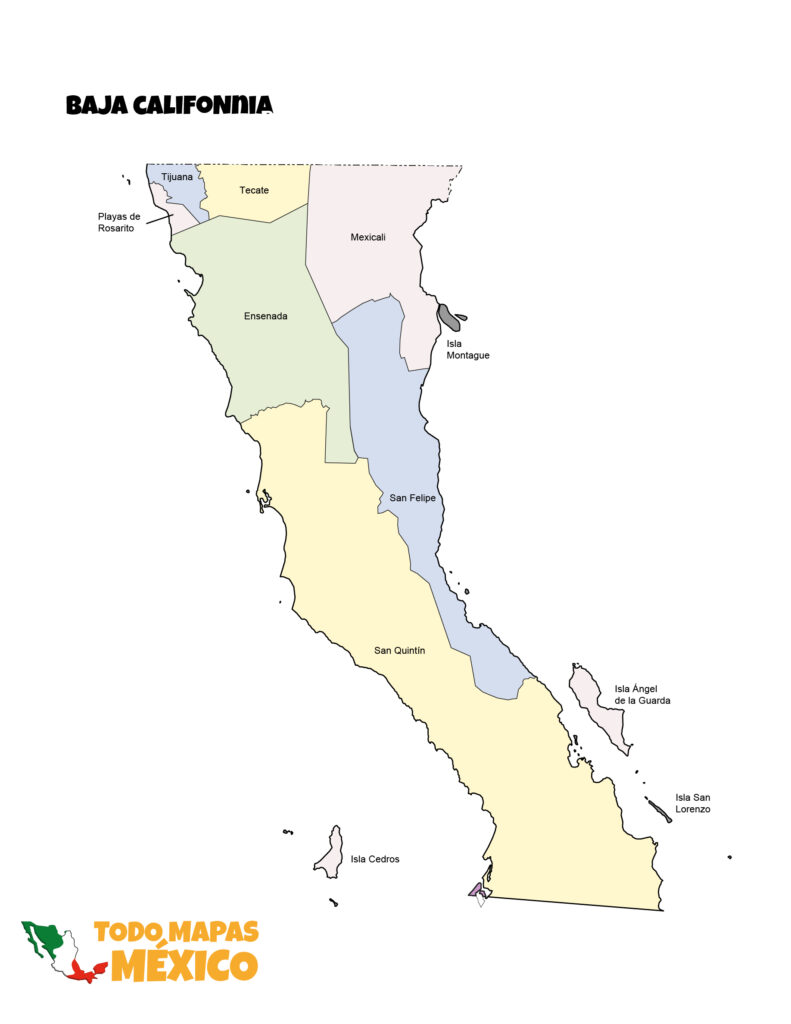 BAJA CALIFONNIA
Tijuana
Tecate
Playas de
Rosarito
Mexicali
Ensenada
Isla
Montague
San Felipe
San Quintín
Isla Ángel
de la Guarda
Isla San
Lorenzo
Isla Cedros
TODO MAPAS
MÉXICO